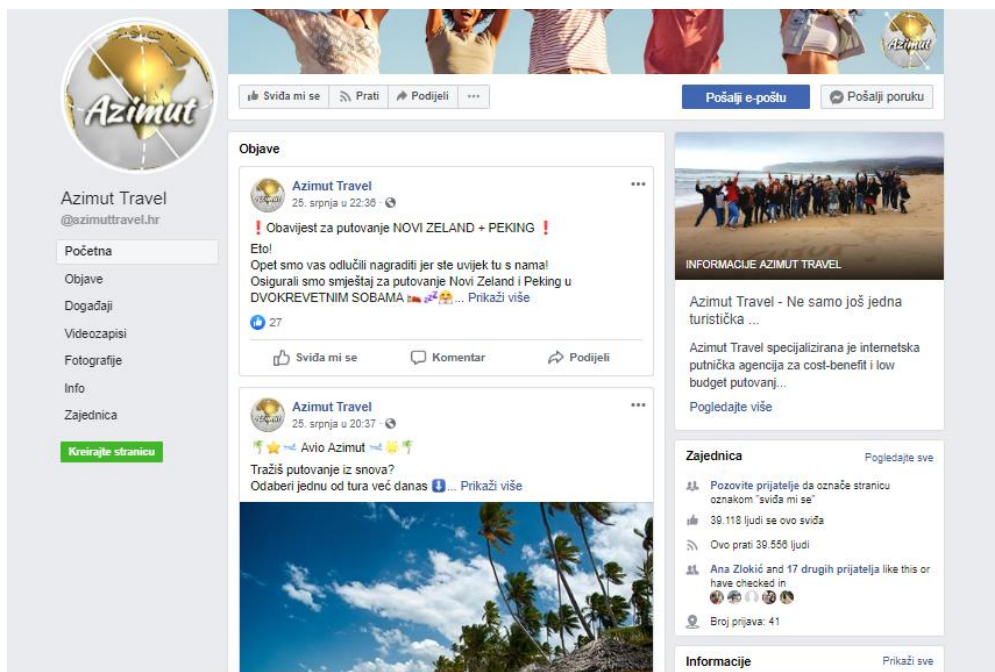 Azimut
Azimut
Azimut Travel
@azimuttravel.hr
Početna
Objave
Događaji
Videozapisi
Fotografije
Info
Zajednica
Kreirajte stranicu
Sviđa mi se Prati Podijeli ...
Pošalji e-poštu Pošalji poruku
Objave
Azimut Travel
25. srpnja u 22:36 ·
❗ Obavijest za putovanje NOVI ZELAND + PEKING ❗
Eto!
Opet smo vas odlučili nagraditi jer ste uvijek tu s nama!
Osigurali smo smještaj za putovanje Novi Zeland i Peking u
DVOKREVETNIM SOBAMA 🛌 💤 🤗... Prikaži više
27
Sviđa mi se Komentar Podijeli
Azimut Travel
25. srpnja u 20:37 ·
Avio Azimut
Tražiš putovanje iz snova?
Odaberi jednu od tura već danas ⬇... Prikaži više
INFORMACIJE AZIMUT TRAVEL
Azimut Travel - Ne samo još jedna
turistička ...
Azimut Travel specijalizirana je internetska
putnička agencija za cost-benefit i low
budget putovanj...
Pogledajte više
Zajednica Pogledajte sve
Pozovite prijatelje da označe stranicu
oznakom "sviđa mi se"
39.118 ljudi se ovo sviđa
Ovo prati 39.556 ljudi
Ana Zlokić and 17 drugih prijatelja like this or
have checked in
Broj prijava: 41
Informacije Prikaži sve